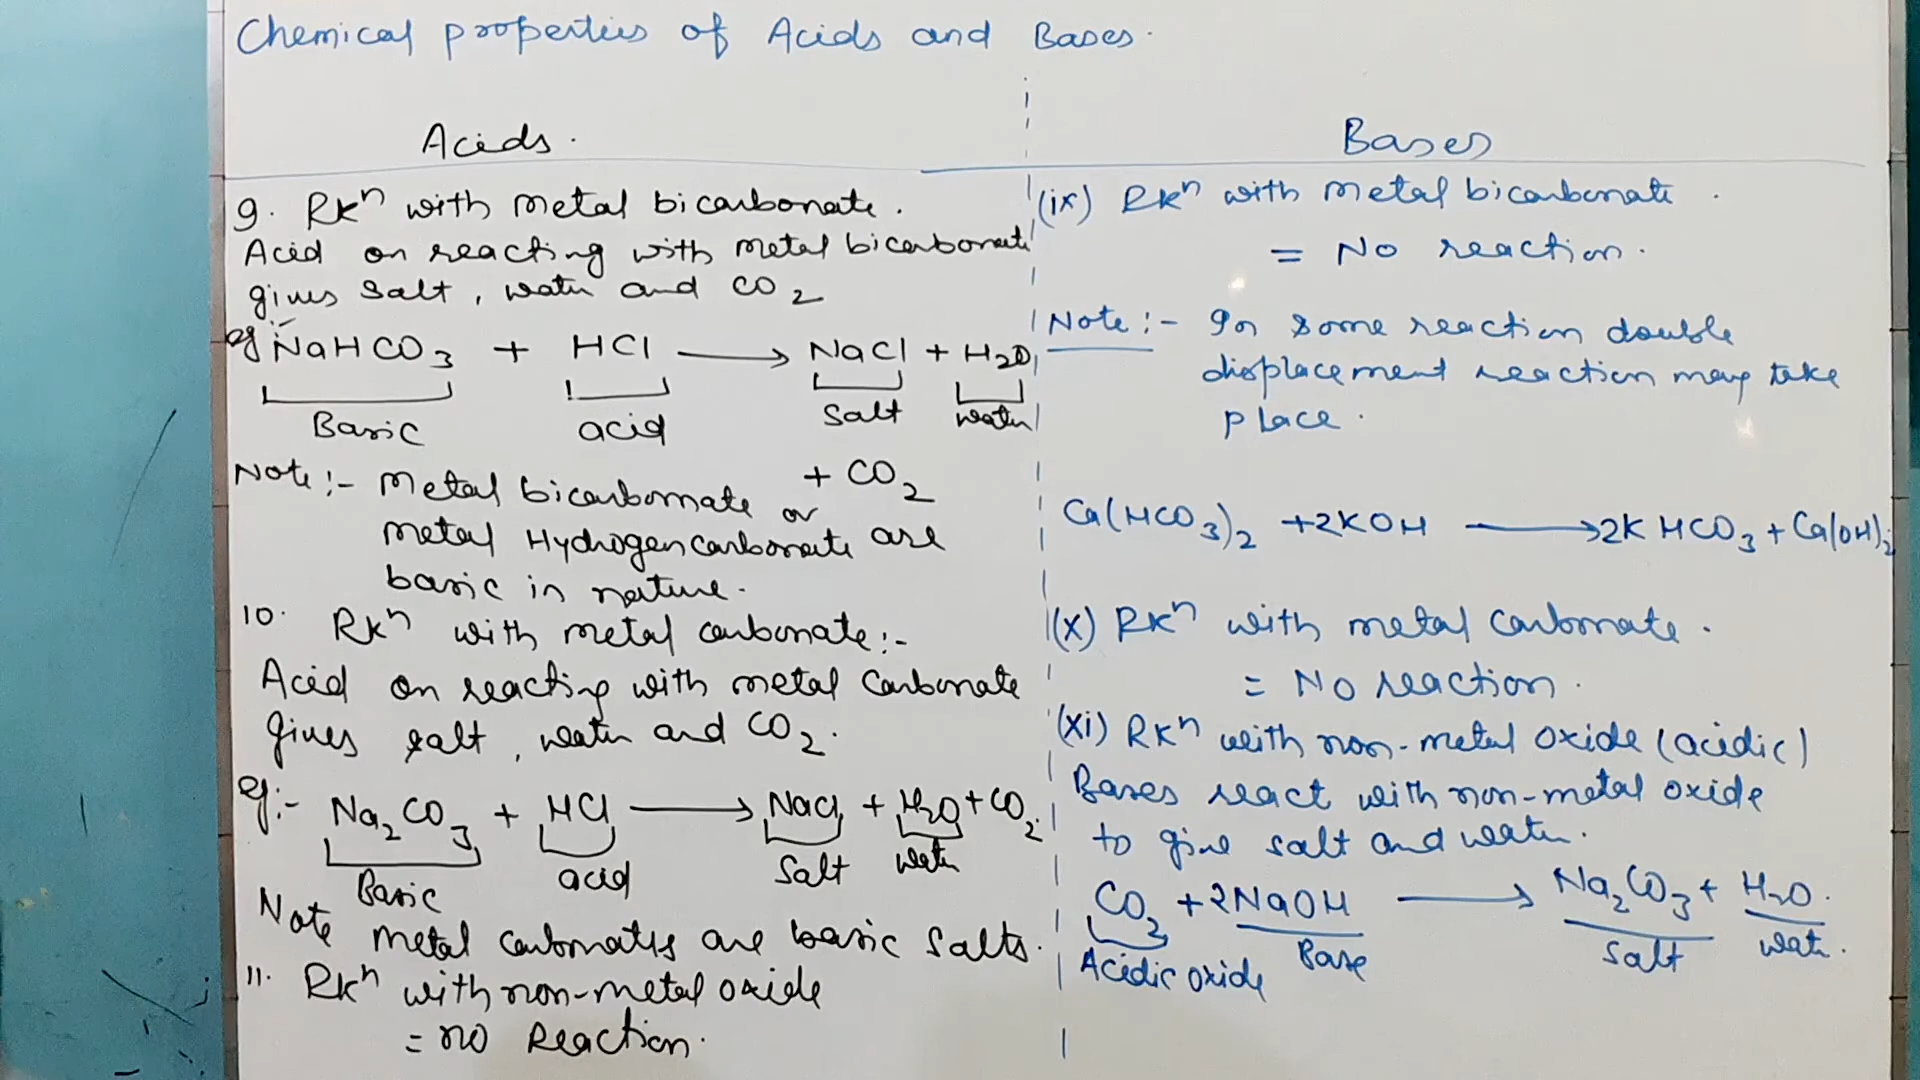 Chemical properties of Acids and Bases.
Acids.
9. Rxn with metal bicarbonate.
Acid on reacting with metal bicarbonate
gives salt, water and CO2
eg:- NaHCO3 + HCl → NaCl + H2O
Basic acid Salt water
+ CO2
Note:- Metal bicarbonate or
metal Hydrogencarbonate are
basic in nature.
10. Rxn with metal carbonate:-
Acid on reacting with metal carbonate
gives salt, water and CO2.
eg:- Na2CO3 + HCl → NaCl + H2O + CO2
Basic acid Salt water
Note metal carbonates are basic salts.
11. Rxn with non-metal oxide
= no Reaction.
Bases
(ix) Rxn with metal bicarbonate.
= No reaction.
Note:- In some reaction double
displacement reaction may take
place.
Ca(HCO3)2 + 2KOH → 2KHCO3 + Ca(OH)2
(x) Rxn with metal carbonate.
= No reaction.
(xi) Rxn with non-metal oxide (acidic)
Bases react with non-metal oxide
to give salt and water.
CO2 + 2NaOH → Na2CO3 + H2O.
Acidic oxide Base Salt wat.